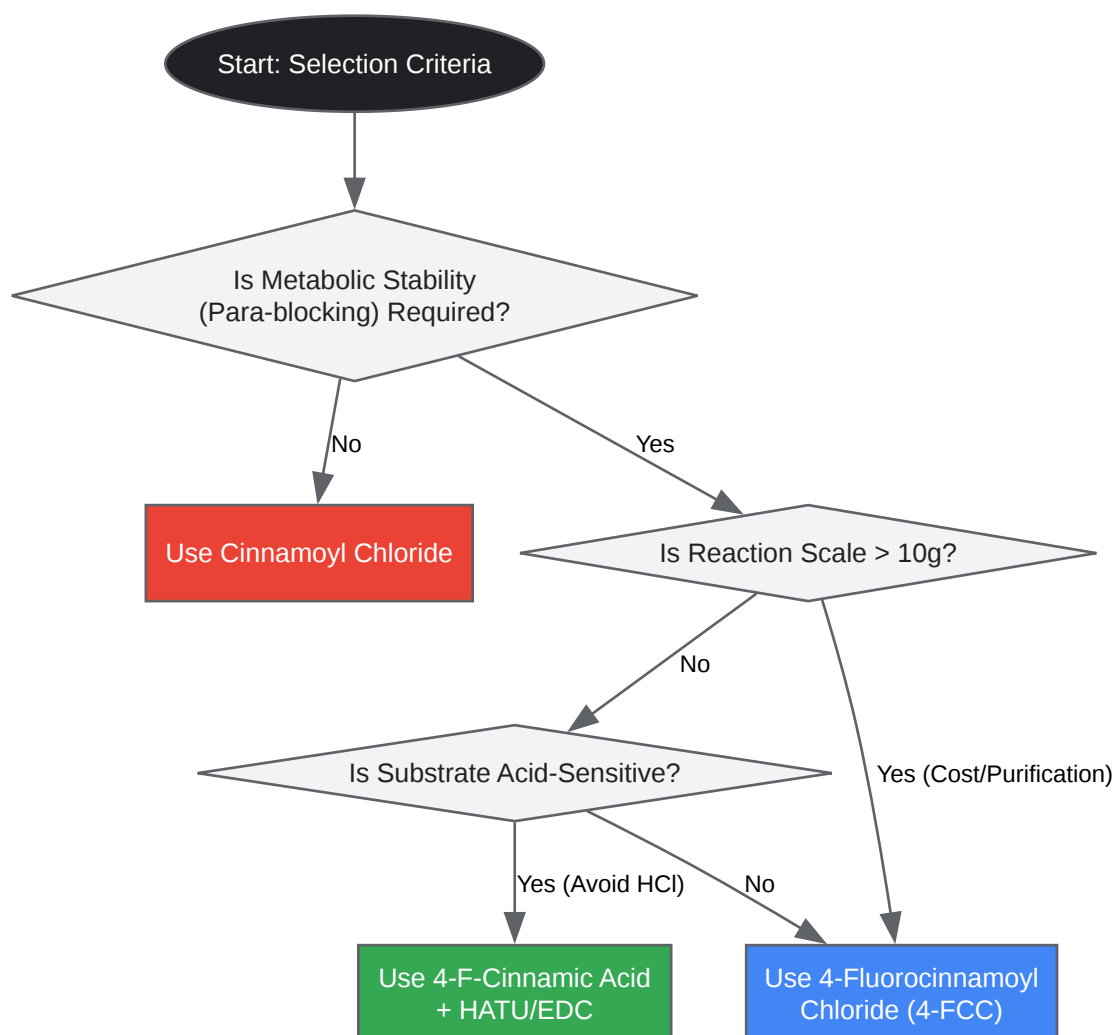 Start: Selection Criteria
Is Metabolic Stability
(Para-blocking) Required?
No
Yes
Use Cinnamoyl Chloride
Is Reaction Scale > 10g?
No
Is Substrate Acid-Sensitive?
Yes (Cost/Purification)
Yes (Avoid HCl)
No
Use 4-F-Cinnamic Acid
+ HATU/EDC
Use 4-Fluorocinnamoyl
Chloride (4-FCC)